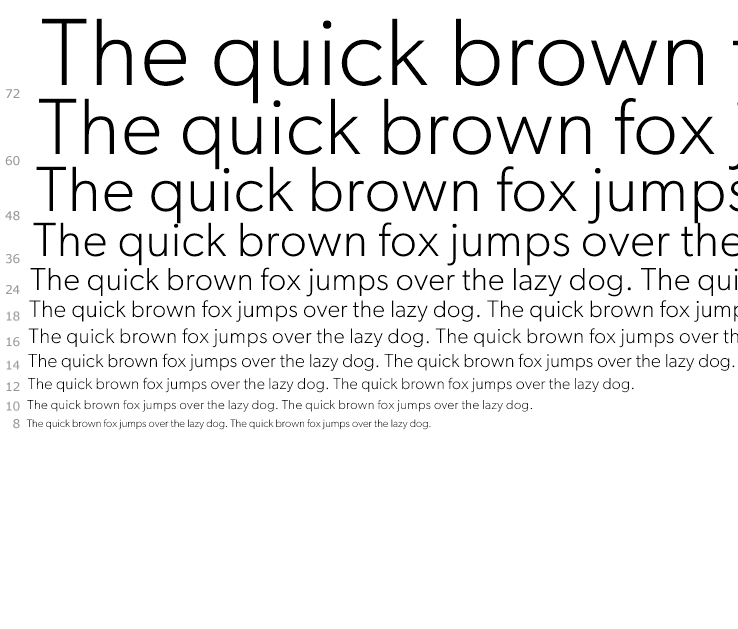 72 The quick brown
60 The quick brown fox
48 The quick brown fox jumps
36 The quick brown fox jumps over the
24 The quick brown fox jumps over the lazy dog. The qui
18 The quick brown fox jumps over the lazy dog. The quick brown fox jump
16 The quick brown fox jumps over the lazy dog. The quick brown fox jumps over th
14 The quick brown fox jumps over the lazy dog. The quick brown fox jumps over the lazy dog.
12 The quick brown fox jumps over the lazy dog. The quick brown fox jumps over the lazy dog.
10 The quick brown fox jumps over the lazy dog. The quick brown fox jumps over the lazy dog.
8 The quick brown fox jumps over the lazy dog. The quick brown fox jumps over the lazy dog.